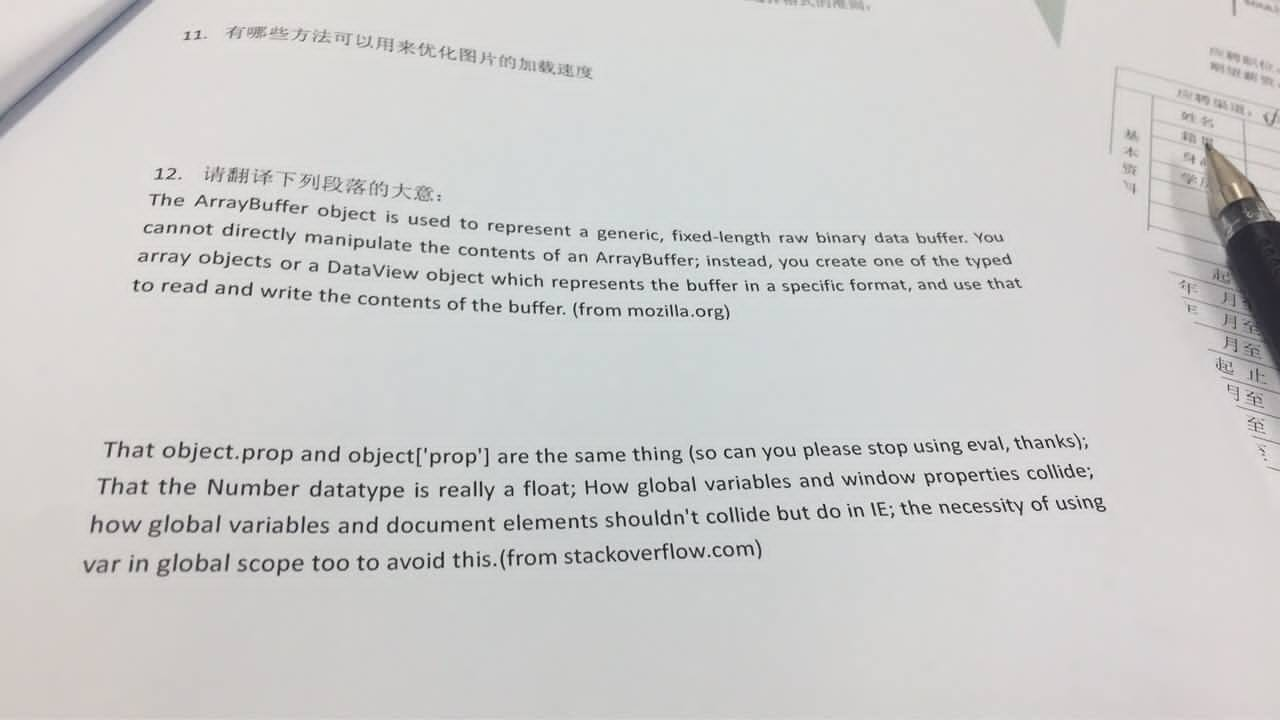 11. 有哪些方法可以用来优化图片的加载速度
12. 请翻译下列段落的大意：
The ArrayBuffer object is used to represent a generic, fixed-length raw binary data buffer. You
cannot directly manipulate the contents of an ArrayBuffer; instead, you create one of the typed
array objects or a DataView object which represents the buffer in a specific format, and use that
to read and write the contents of the buffer. (from mozilla.org)
That object.prop and object['prop'] are the same thing (so can you please stop using eval, thanks);
That the Number datatype is really a float; How global variables and window properties collide;
how global variables and document elements shouldn't collide but do in IE; the necessity of using
var in global scope too to avoid this.(from stackoverflow.com)
应聘职位
期望薪资
应聘渠道：
姓名
籍
身
学
基
本
资
起
年 月至
月至
月至
起 止
月至
至